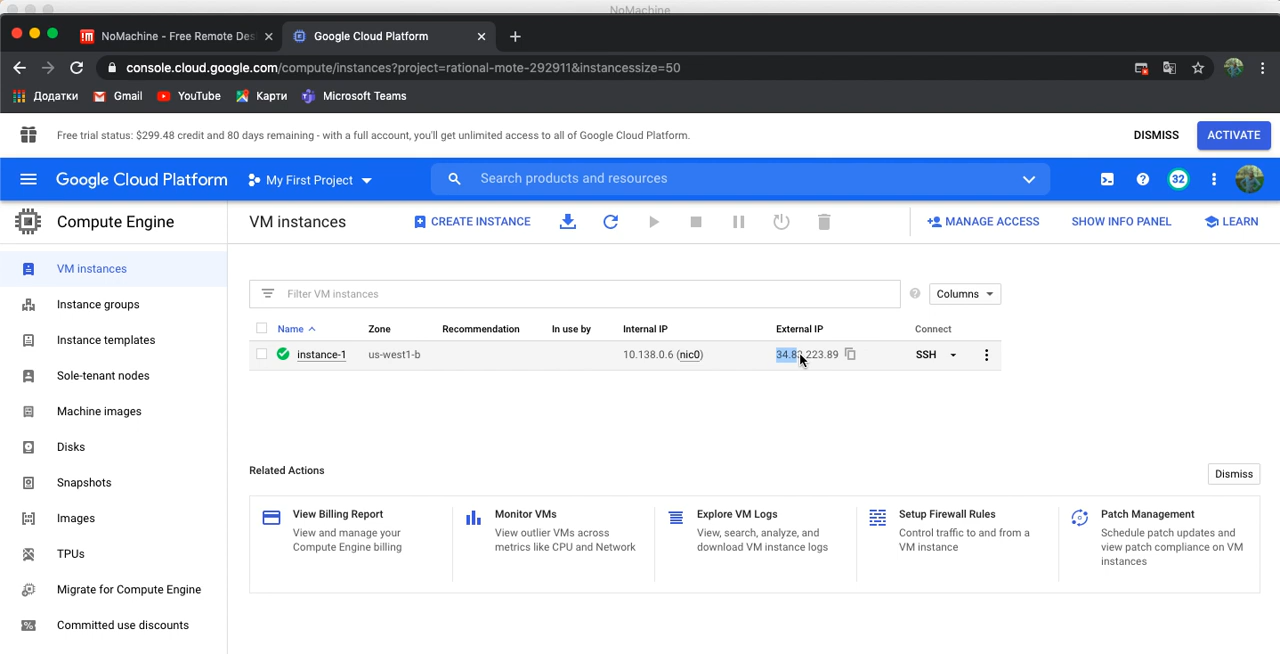 NoMachine
NoMachine - Free Remote Des
Google Cloud Platform
console.cloud.google.com/compute/instances?project=rational-mote-292911&instancessize=50
Додатки
Gmail
YouTube
Карти
Microsoft Teams
Free trial status: $299.48 credit and 80 days remaining - with a full account, you'll get unlimited access to all of Google Cloud Platform.
DISMISS
ACTIVATE
Google Cloud Platform
My First Project
Search products and resources
32
Compute Engine
VM instances
CREATE INSTANCE
MANAGE ACCESS
SHOW INFO PANEL
LEARN
VM instances
Instance groups
Instance templates
Sole-tenant nodes
Machine images
Disks
Snapshots
Images
TPUs
Migrate for Compute Engine
Committed use discounts
Filter VM instances
Columns
Name
Zone
Recommendation
In use by
Internal IP
External IP
Connect
instance-1
us-west1-b
10.138.0.6 (nic0)
SSH
Related Actions
Dismiss
View Billing Report
View and manage your
Compute Engine billing
Monitor VMs
View outlier VMs across
metrics like CPU and Network
Explore VM Logs
View, search, analyze, and
download VM instance logs
Setup Firewall Rules
Control traffic to and from a
VM instance
Patch Management
Schedule patch updates and
view patch compliance on VM
instances